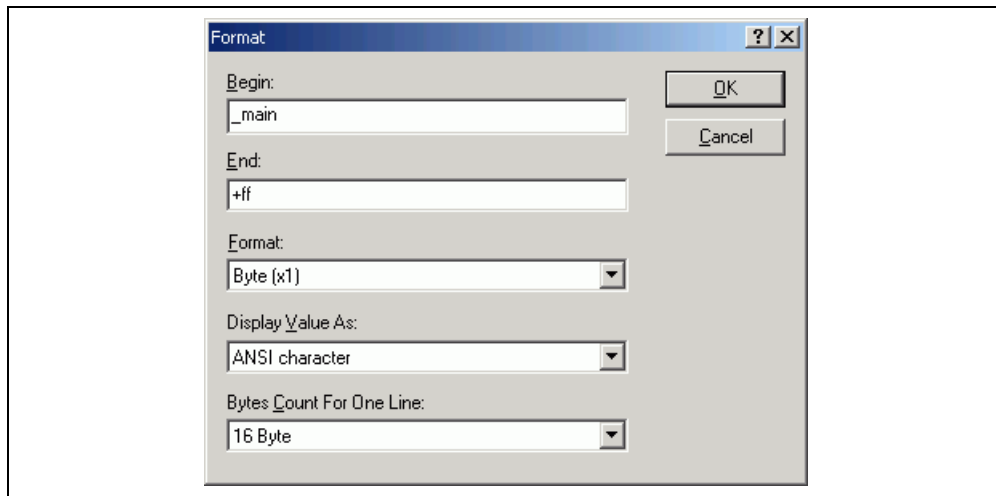 Format
Begin:
OK
_main
Cancel
End:
+ff
Format:
Byte (x1)
Display Value As:
ANSI character
Bytes Count For One Line:
16 Byte